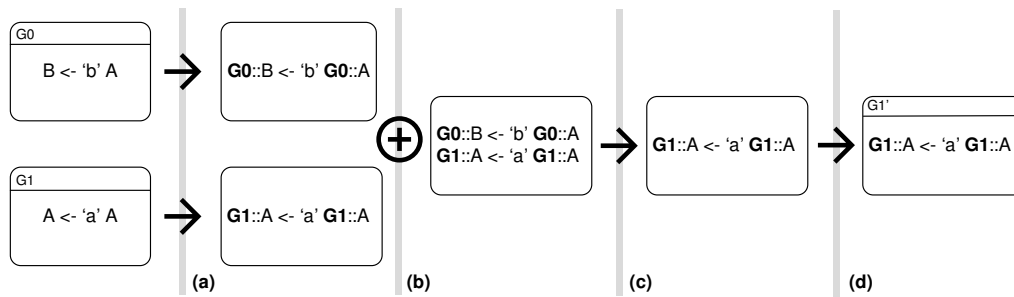 G0
B <- ‘b’ A
G0::B <- ‘b’ G0::A
G1
A <- ‘a’ A
G1::A <- ‘a’ G1::A
(a)
+
G0::B <- ‘b’ G0::A
G1::A <- ‘a’ G1::A
(b)
G1::A <- ‘a’ G1::A
(c)
G1’
G1::A <- ‘a’ G1::A
(d)